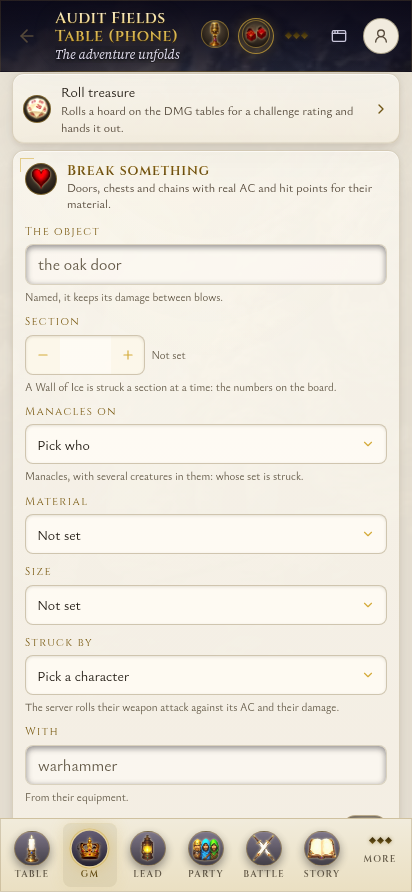 Audit Fields
Table (Phone)
The adventure unfolds
Roll treasure
Rolls a hoard on the DMG tables for a challenge rating and
hands it out.
Break something
Doors, chests and chains with real AC and hit points for their
material.
The object
the oak door
Named, it keeps its damage between blows.
Section
− + Not set
A Wall of Ice is struck a section at a time: the numbers on the board.
Manacles on
Pick who
Manacles, with several creatures in them: whose set is struck.
Material
Not set
Size
Not set
Struck by
Pick a character
The server rolls their weapon attack against its AC and their damage.
With
warhammer
From their equipment.
Table GM Lead Party Battle Story More